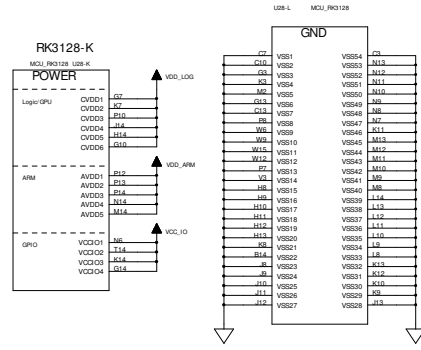 U28-L MCU_RK3128
GND
RK3128-K
MCU_RK3128 U28-K
POWER
VDD_LOG
Logic/GPU
CVDD1 G7
CVDD2 K7
CVDD3 P10
CVDD4 J14
CVDD5 H14
CVDD6 G10
VDD_ARM
ARM
AVDD1 P12
AVDD2 P13
AVDD3 P14
AVDD4 N14
AVDD5 M14
VCC_IO
GPIO
VCCIO1 N6
VCCIO2 T14
VCCIO3 K14
VCCIO4 G14
C7 VSS1 VSS54 C3
C10 VSS2 VSS53 N13
G3 VSS3 VSS52 N12
K3 VSS4 VSS51 N11
M2 VSS5 VSS50 N10
G13 VSS6 VSS49 N9
C13 VSS7 VSS48 N8
P8 VSS8 VSS47 N7
W6 VSS9 VSS46 K11
W9 VSS10 VSS45 M13
W15 VSS11 VSS44 M12
W12 VSS12 VSS43 M11
P7 VSS13 VSS42 M10
V3 VSS14 VSS41 M9
H8 VSS15 VSS40 M8
H9 VSS16 VSS39 L14
H10 VSS17 VSS38 L13
H11 VSS18 VSS37 L12
H12 VSS19 VSS36 L11
H13 VSS20 VSS35 L10
K8 VSS21 VSS34 L9
B14 VSS22 VSS33 L8
J8 VSS23 VSS32 K13
J9 VSS24 VSS31 K12
J10 VSS25 VSS30 K10
J11 VSS26 VSS29 K9
J12 VSS27 VSS28 J13